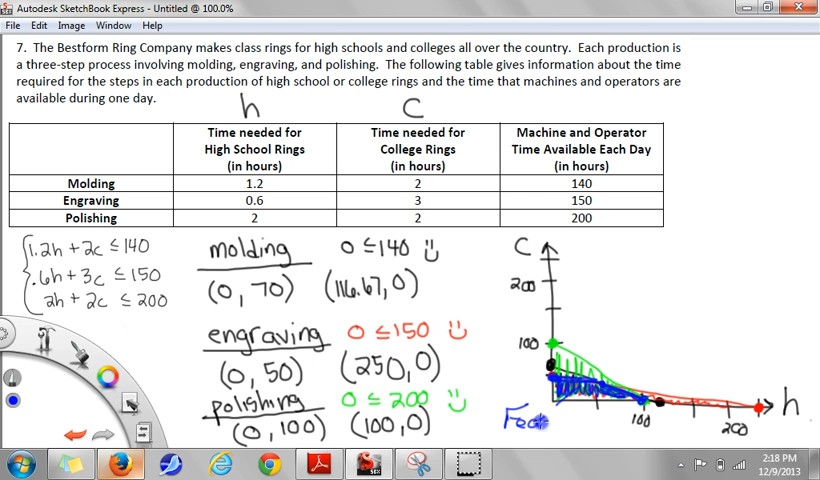 Autodesk SketchBook Express - Untitled @ 100.0%
File Edit Image Window Help
7. The Bestform Ring Company makes class rings for high schools and colleges all over the country. Each production is
a three-step process involving molding, engraving, and polishing. The following table gives information about the time
required for the steps in each production of high school or college rings and the time that machines and operators are
available during one day.
h C
Time needed for High School Rings (in hours) Time needed for College Rings (in hours) Machine and Operator Time Available Each Day (in hours)
Molding 1.2 2 140
Engraving 0.6 3 150
Polishing 2 2 200
1.2h + 2c ≤ 140
.6h + 3c ≤ 150
2h + 2c ≤ 200
molding 0 ≤ 140
(0, 70) (116.67, 0)
engraving 0 ≤ 150
(0, 50) (250, 0)
polishing 0 ≤ 200
(0, 100) (100, 0)
C
200
100
h
100 200
2:18 PM
12/9/2013